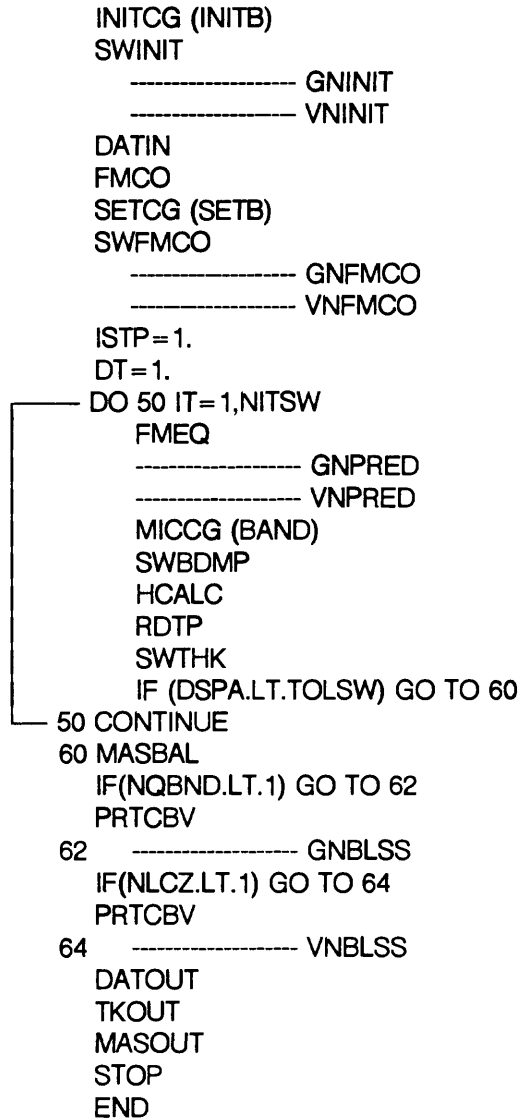 INITCG (INITB)
SWINIT
-------------------- GNINIT
-------------------- VNINIT
DATIN
FMCO
SETCG (SETB)
SWFMCO
-------------------- GNFMCO
-------------------- VNFMCO
ISTP=1.
DT=1.
DO 50 IT=1,NITSW
FMEQ
-------------------- GNPRED
-------------------- VNPRED
MICCG (BAND)
SWBDMP
HCALC
RDTP
SWTHK
IF (DSPA.LT.TOLSW) GO TO 60
50 CONTINUE
60 MASBAL
IF(NQBND.LT.1) GO TO 62
PRTCBV
62 -------------------- GNBLSS
IF(NLCZ.LT.1) GO TO 64
PRTCBV
64 -------------------- VNBLSS
DATOUT
TKOUT
MASOUT
STOP
END